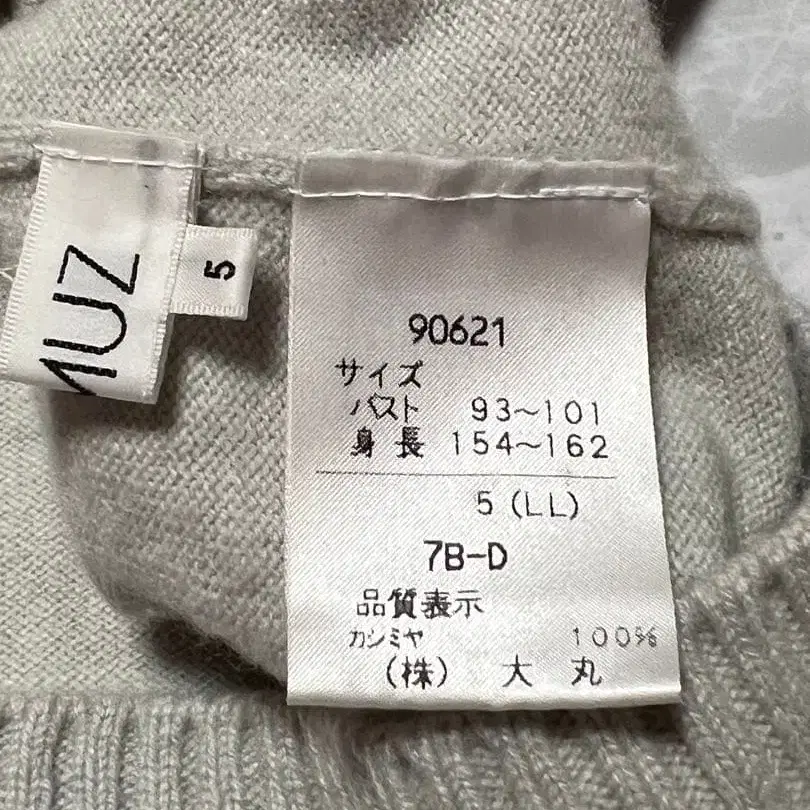 MUZ
5
90621
サイズ
バスト 93～101
身長 154～162
5(LL)
7B-D
品質表示
カシミヤ 100%
(株) 大丸